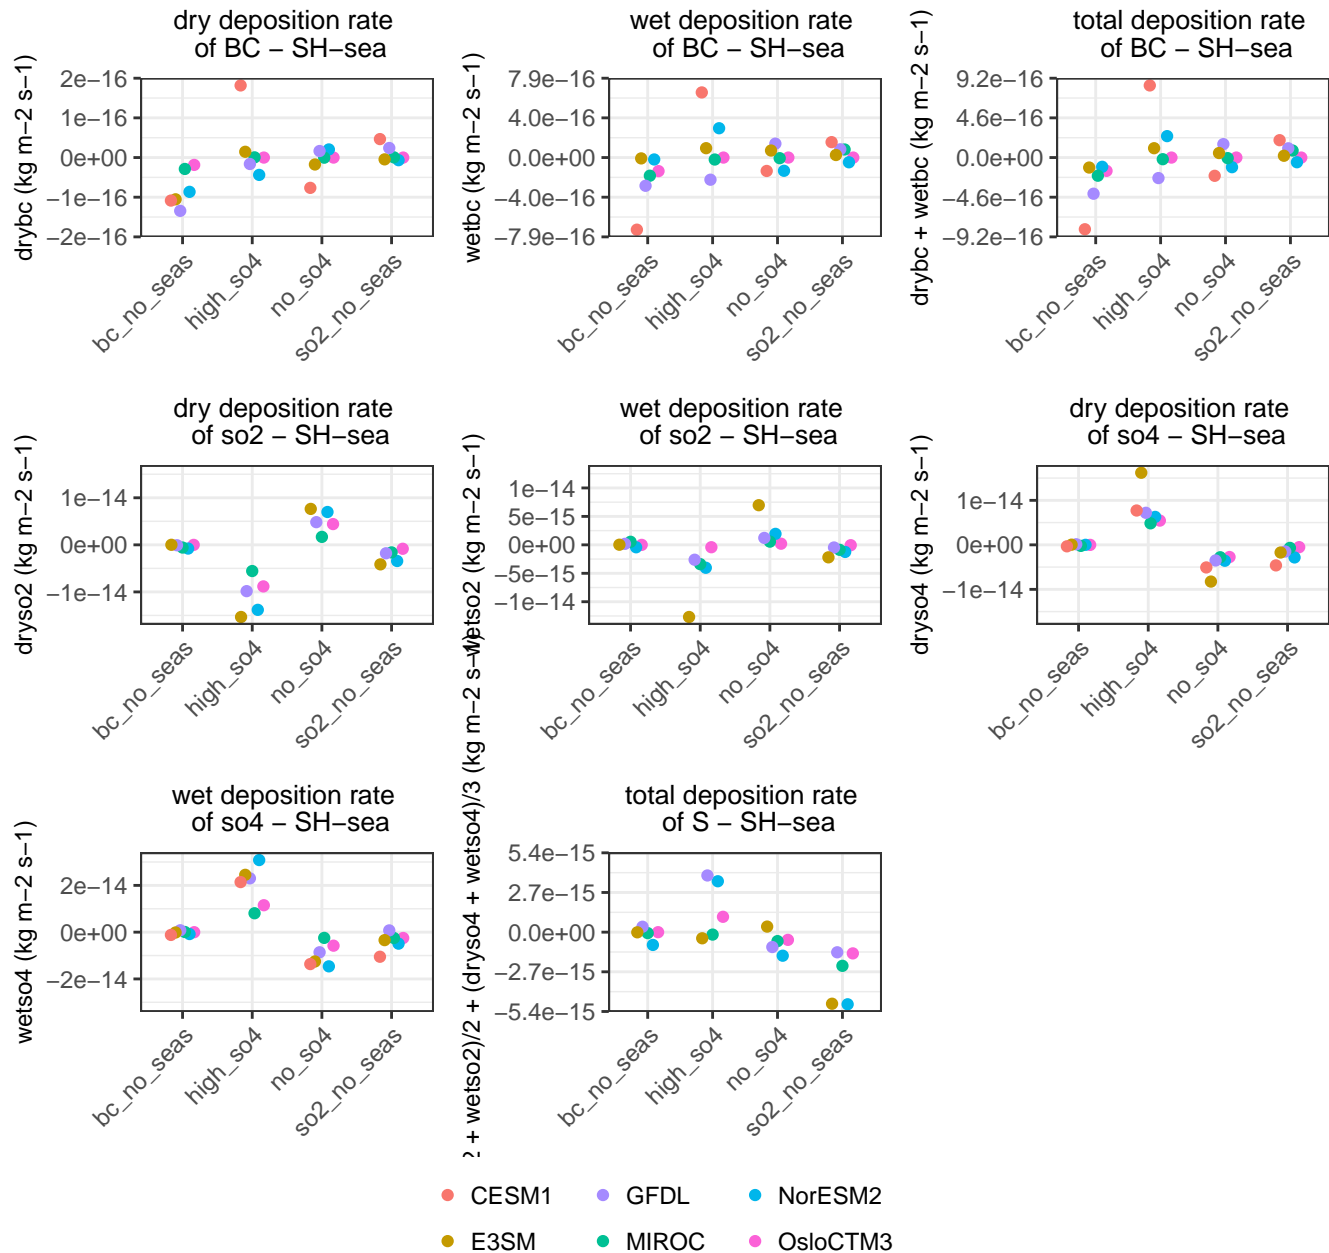 dry deposition rate
of BC − SH−sea
drybc (kg m−2 s−1)
2e−16
1e−16
0e+00
−1e−16
−2e−16
bc_no_seas
high_so4
no_so4
so2_no_seas
wet deposition rate
of BC − SH−sea
wetbc (kg m−2 s−1)
7.9e−16
4.0e−16
0.0e+00
−4.0e−16
−7.9e−16
bc_no_seas
high_so4
no_so4
so2_no_seas
total deposition rate
of BC − SH−sea
drybc + wetbc (kg m−2 s−1)
9.2e−16
4.6e−16
0.0e+00
−4.6e−16
−9.2e−16
bc_no_seas
high_so4
no_so4
so2_no_seas
dry deposition rate
of so2 − SH−sea
dryso2 (kg m−2 s−1)
1e−14
0e+00
−1e−14
bc_no_seas
high_so4
no_so4
so2_no_seas
wet deposition rate
of so2 − SH−sea
wetso2 (kg m−2 s−1)
1e−14
5e−15
0e+00
−5e−15
−1e−14
bc_no_seas
high_so4
no_so4
so2_no_seas
dry deposition rate
of so4 − SH−sea
dryso4 (kg m−2 s−1)
1e−14
0e+00
−1e−14
bc_no_seas
high_so4
no_so4
so2_no_seas
wet deposition rate
of so4 − SH−sea
wetso4 (kg m−2 s−1)
2e−14
0e+00
−2e−14
bc_no_seas
high_so4
no_so4
so2_no_seas
total deposition rate
of S − SH−sea
2 + wetso2)/2 + (dryso4 + wetso4)/3 (kg m−2 s−1)
5.4e−15
2.7e−15
0.0e+00
−2.7e−15
−5.4e−15
bc_no_seas
high_so4
no_so4
so2_no_seas
CESM1
GFDL
NorESM2
E3SM
MIROC
OsloCTM3